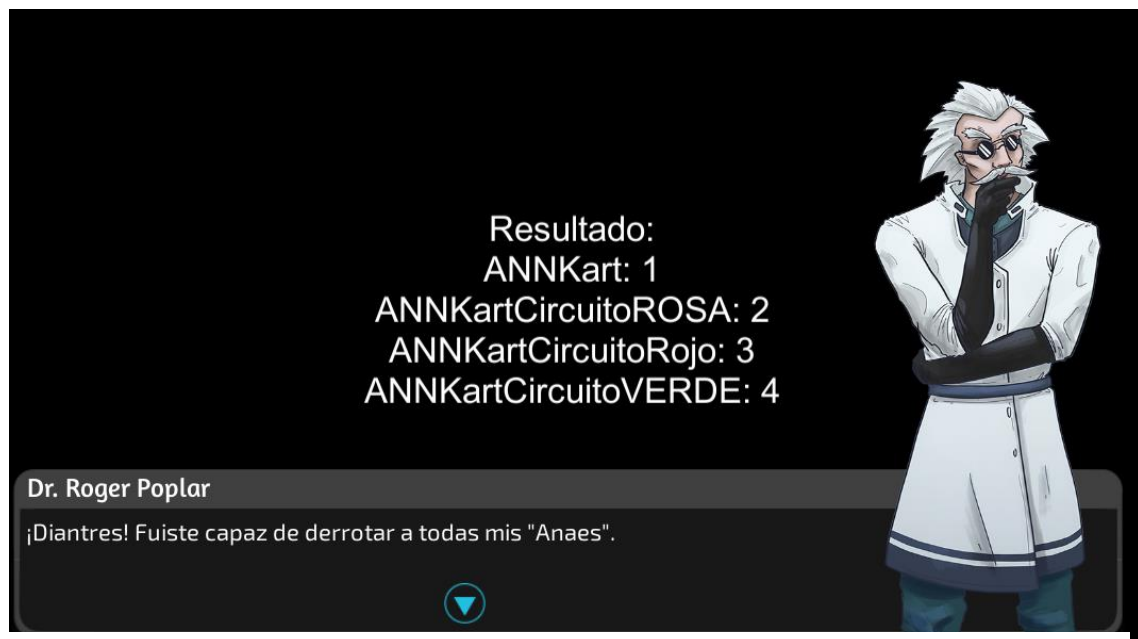 Resultado:
ANNKart: 1
ANNKartCircuitoROSA: 2
ANNKartCircuitoRojo: 3
ANNKartCircuitoVERDE: 4
Dr. Roger Poplar
¡Diantres! Fuiste capaz de derrotar a todas mis "Anaes".